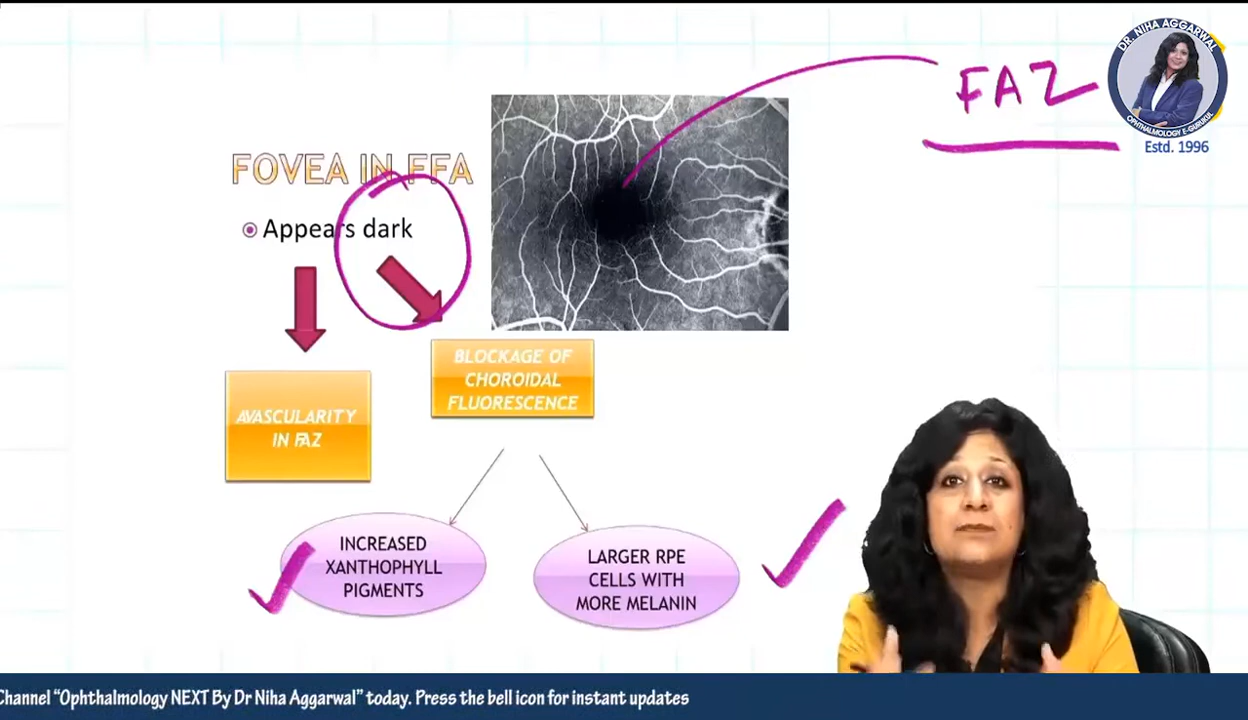 DR. NIHA AGGARWAL
OPHTHALMOLOGY E-GURUKUL
Estd. 1996
FAZ
FOVEA IN FFA
Appears dark
BLOCKAGE OF
CHOROIDAL
FLUORESCENCE
AVASCULARITY
IN FAZ
INCREASED
XANTHOPHYLL
PIGMENTS
LARGER RPE
CELLS WITH
MORE MELANIN
Channel "Ophthalmology NEXT By Dr Niha Aggarwal" today. Press the bell icon for instant updates